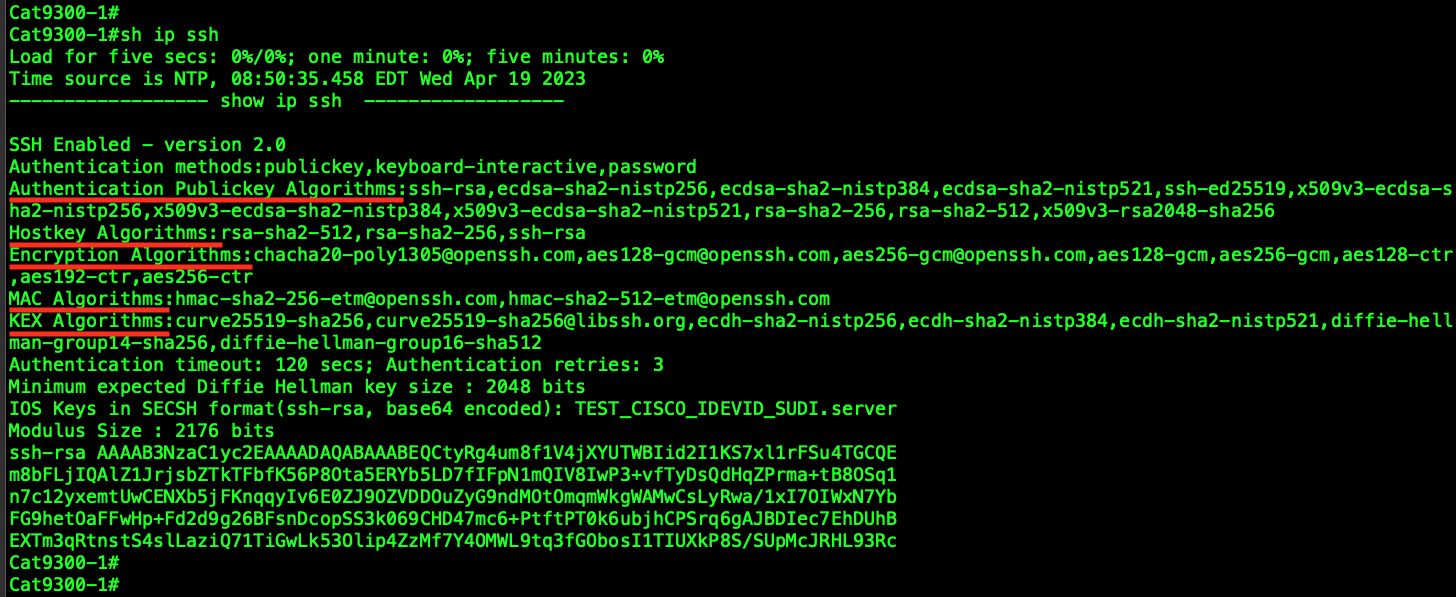 Cat9300-1#
Cat9300-1#sh ip ssh
Load for five secs: 0%/0%; one minute: 0%; five minutes: 0%
Time source is NTP, 08:50:35.458 EDT Wed Apr 19 2023
------------------ show ip ssh  ------------------

SSH Enabled - version 2.0
Authentication methods:publickey,keyboard-interactive,password
Authentication Publickey Algorithms:ssh-rsa,ecdsa-sha2-nistp256,ecdsa-sha2-nistp384,ecdsa-sha2-nistp521,ssh-ed25519,x509v3-ecdsa-s
ha2-nistp256,x509v3-ecdsa-sha2-nistp384,x509v3-ecdsa-sha2-nistp521,rsa-sha2-256,rsa-sha2-512,x509v3-rsa2048-sha256
Hostkey Algorithms:rsa-sha2-512,rsa-sha2-256,ssh-rsa
Encryption Algorithms:chacha20-poly1305@openssh.com,aes128-gcm@openssh.com,aes256-gcm@openssh.com,aes128-gcm,aes256-gcm,aes128-ctr
,aes192-ctr,aes256-ctr
MAC Algorithms:hmac-sha2-256-etm@openssh.com,hmac-sha2-512-etm@openssh.com
KEX Algorithms:curve25519-sha256,curve25519-sha256@libssh.org,ecdh-sha2-nistp256,ecdh-sha2-nistp384,ecdh-sha2-nistp521,diffie-hell
man-group14-sha256,diffie-hellman-group16-sha512
Authentication timeout: 120 secs; Authentication retries: 3
Minimum expected Diffie Hellman key size : 2048 bits
IOS Keys in SECSH format(ssh-rsa, base64 encoded): TEST_CISCO_IDEVID_SUDI.server
Modulus Size : 2176 bits
ssh-rsa AAAAB3NzaC1yc2EAAAADAQABAAABEQCtyRg4um8f1V4jXYUTWBIid2I1KS7xl1rFSu4TGCQE
m8bFLjIQAlZ1JrjsbZTkTFbfK56P8Ota5ERYb5LD7fIFpN1mQIV8IwP3+vfTyDsQdHqZPrma+tB8OSq1
n7c12yxemtUwCENXb5jFKnqqyIv6E0ZJ9OZVDDOuZyG9ndMOtOmqmWkgWAMwCsLyRwa/1xI7OIWxN7Yb
FG9hetOaFFwHp+Fd2d9g26BFsnDcopSS3k069CHD47mc6+PtftPT0k6ubjhCPSrq6gAJBDIec7EhDUhB
EXTm3qRtnstS4slLaziQ71TiGwLk53Olip4ZzMf7Y4OMWL9tq3fGObosI1TIUXkP8S/SUpMcJRHL93Rc
Cat9300-1#
Cat9300-1#